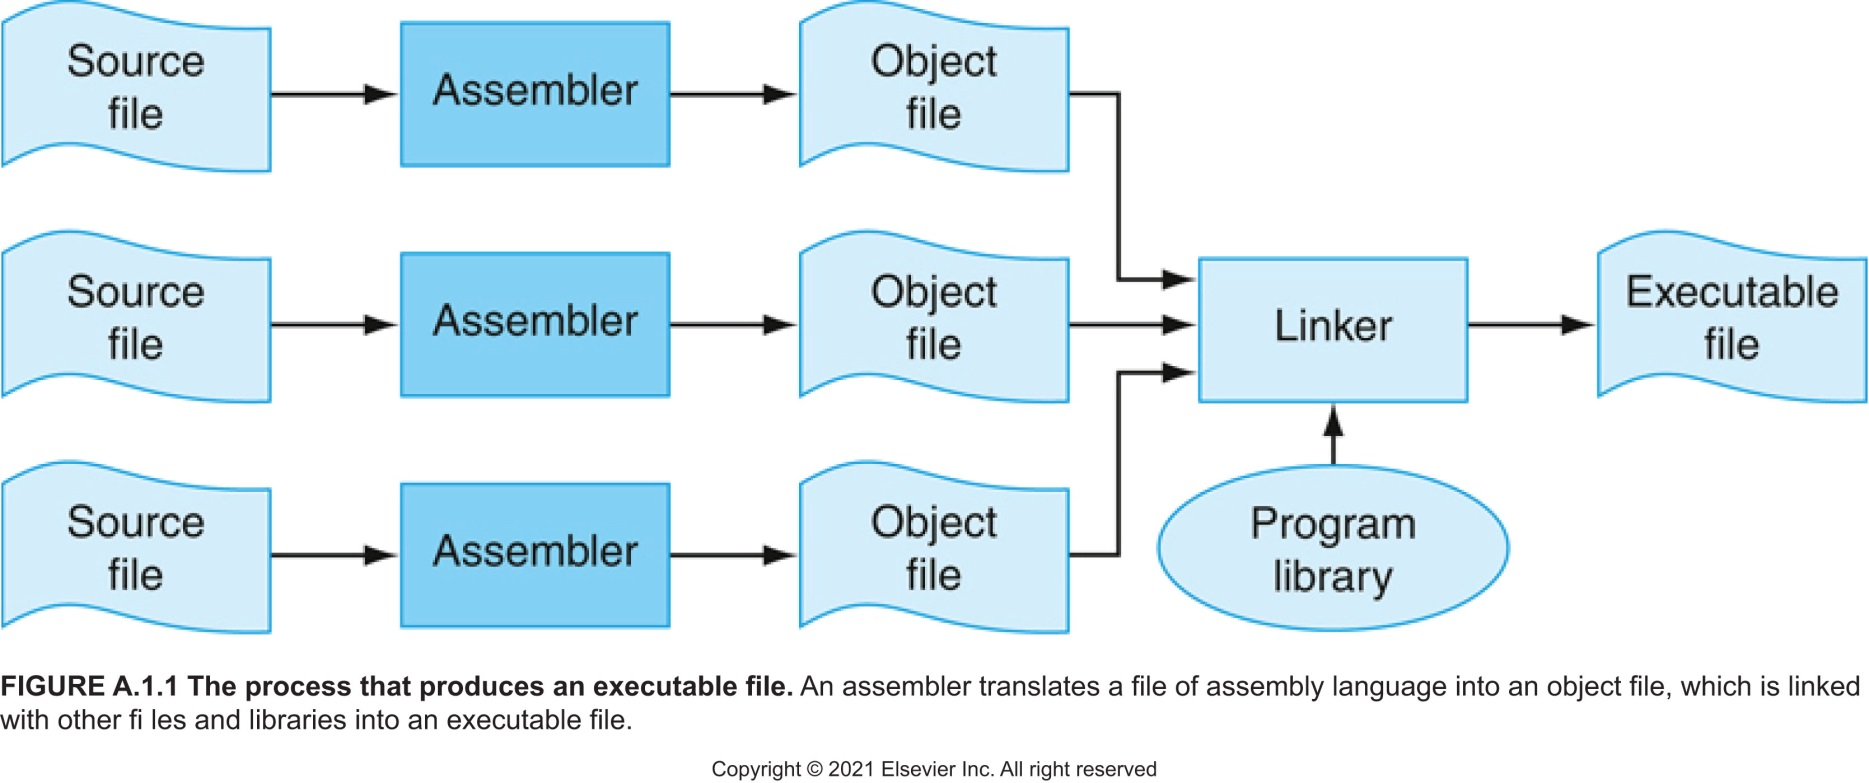 Source
file
Assembler
Object
file
Source
file
Assembler
Object
file
Linker
Executable
file
Source
file
Assembler
Object
file
Program
library
FIGURE A.1.1 The process that produces an executable file. An assembler translates a file of assembly language into an object file, which is linked
with other fi les and libraries into an executable file.
Copyright © 2021 Elsevier Inc. All right reserved